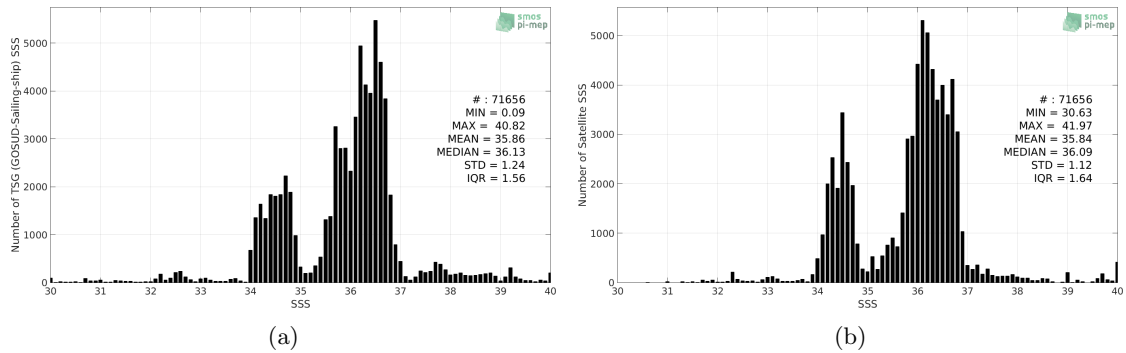 smos
pi-mep
Number of TSG (GOSUD-Sailing-ship) SSS
5000
4000
3000
2000
1000
0
# : 71656
MIN = 0.09
MAX = 40.82
MEAN = 35.86
MEDIAN = 36.13
STD = 1.24
IQR = 1.56
30 31 32 33 34 35 36 37 38 39 40
SSS
(a)
smos
pi-mep
Number of Satellite SSS
5000
4000
3000
2000
1000
0
# : 71656
MIN = 30.63
MAX = 41.97
MEAN = 35.84
MEDIAN = 36.09
STD = 1.12
IQR = 1.64
30 31 32 33 34 35 36 37 38 39 40
SSS
(b)